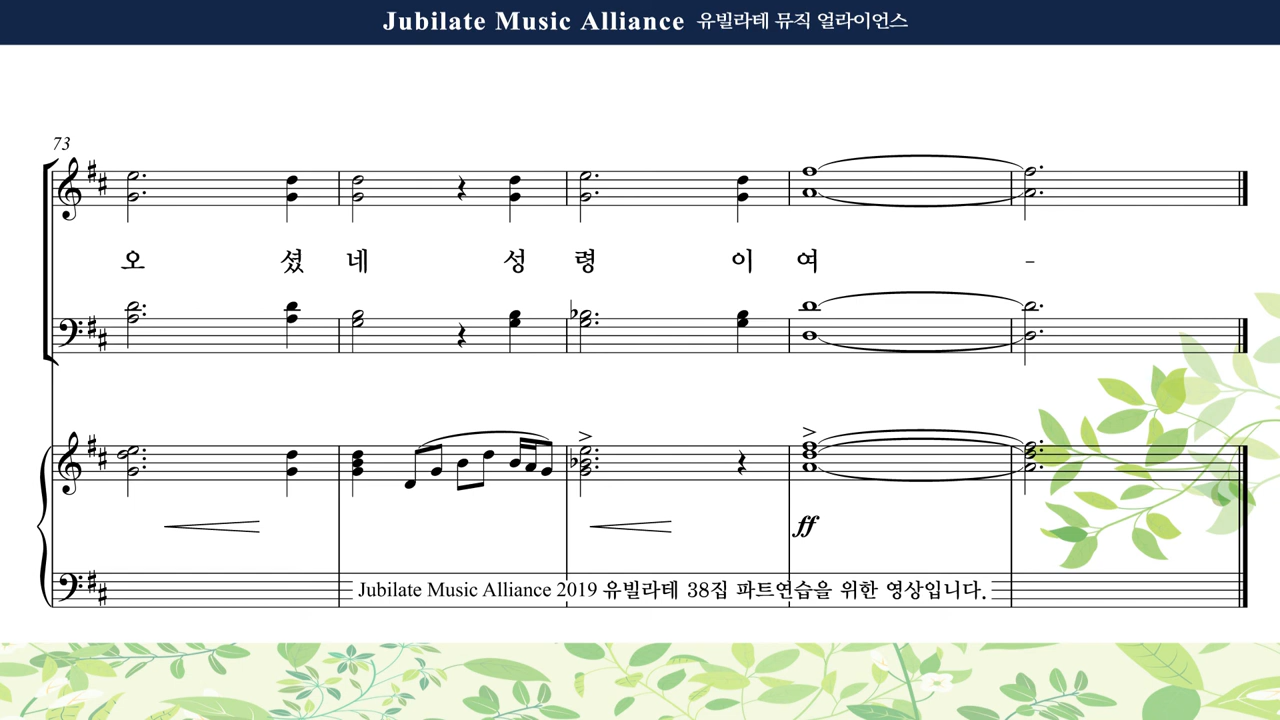 Jubilate Music Alliance 유빌라테 뮤직 얼라이언스
73
오 셨 네 성 령 이 여 -
ff
Jubilate Music Alliance 2019 유빌라테 38집 파트연습을 위한 영상입니다.